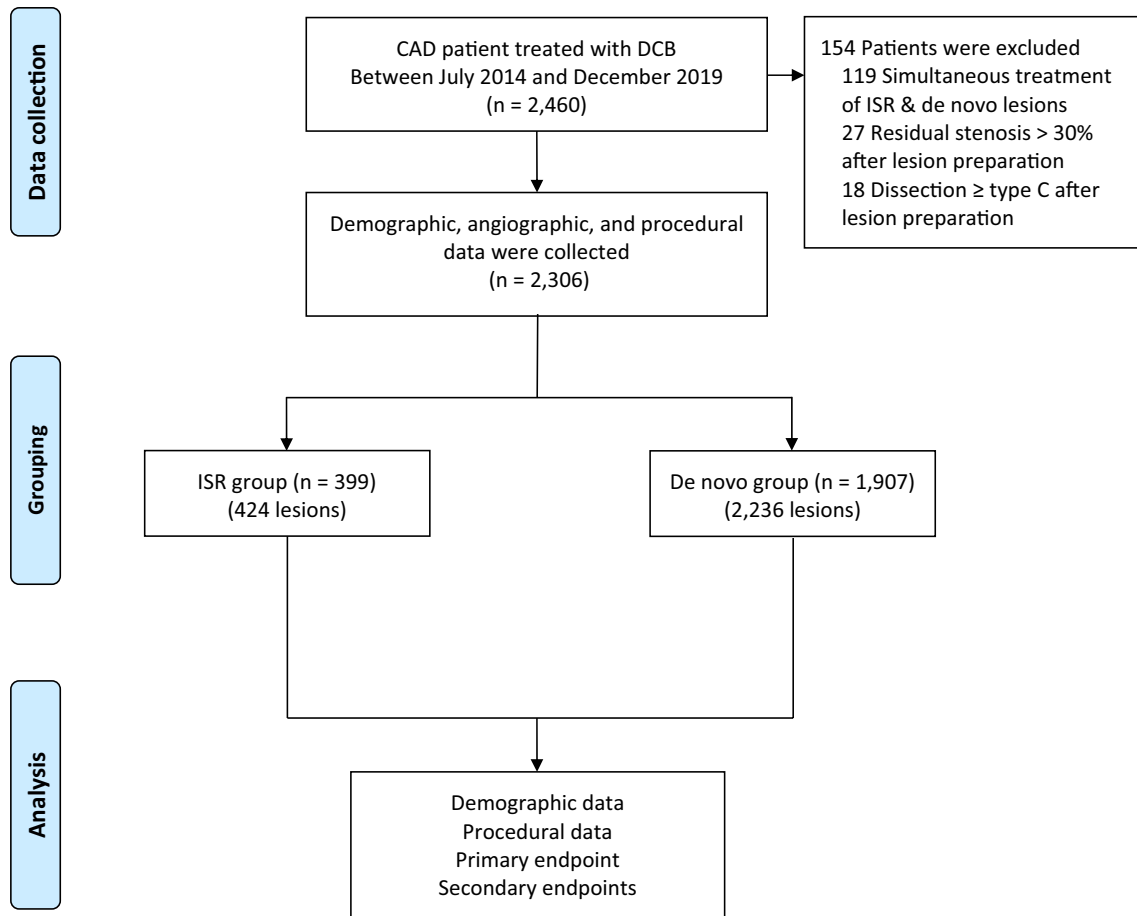 Data collection
CAD patient treated with DCB
Between July 2014 and December 2019
(n = 2,460)
154 Patients were excluded
119 Simultaneous treatment
of ISR & de novo lesions
27 Residual stenosis > 30%
after lesion preparation
18 Dissection ≥ type C after
lesion preparation
Demographic, angiographic, and procedural
data were collected
(n = 2,306)
Grouping
ISR group (n = 399)
(424 lesions)
De novo group (n = 1,907)
(2,236 lesions)
Analysis
Demographic data
Procedural data
Primary endpoint
Secondary endpoints